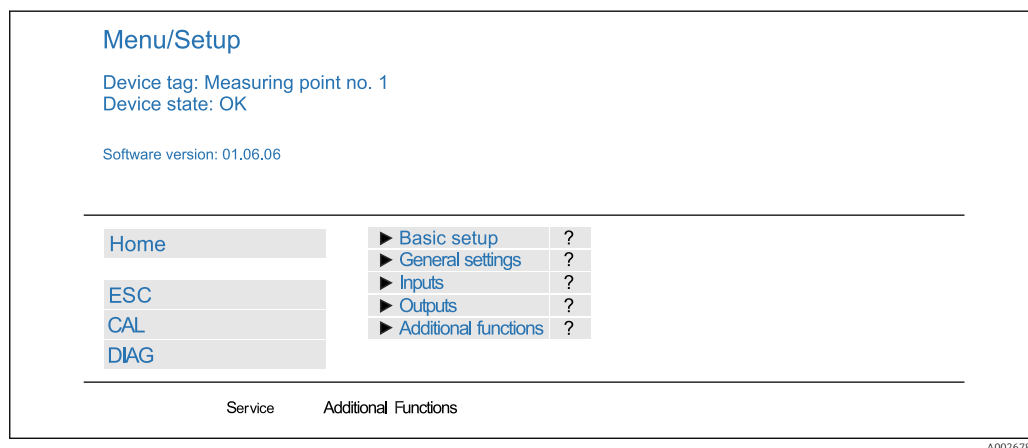 Menu/Setup
Device tag: Measuring point no. 1
Device state: OK
Software version: 01.06.06
Home
ESC
CAL
DIAG
► Basic setup ?
► General settings ?
► Inputs ?
► Outputs ?
► Additional functions ?
Service Additional Functions